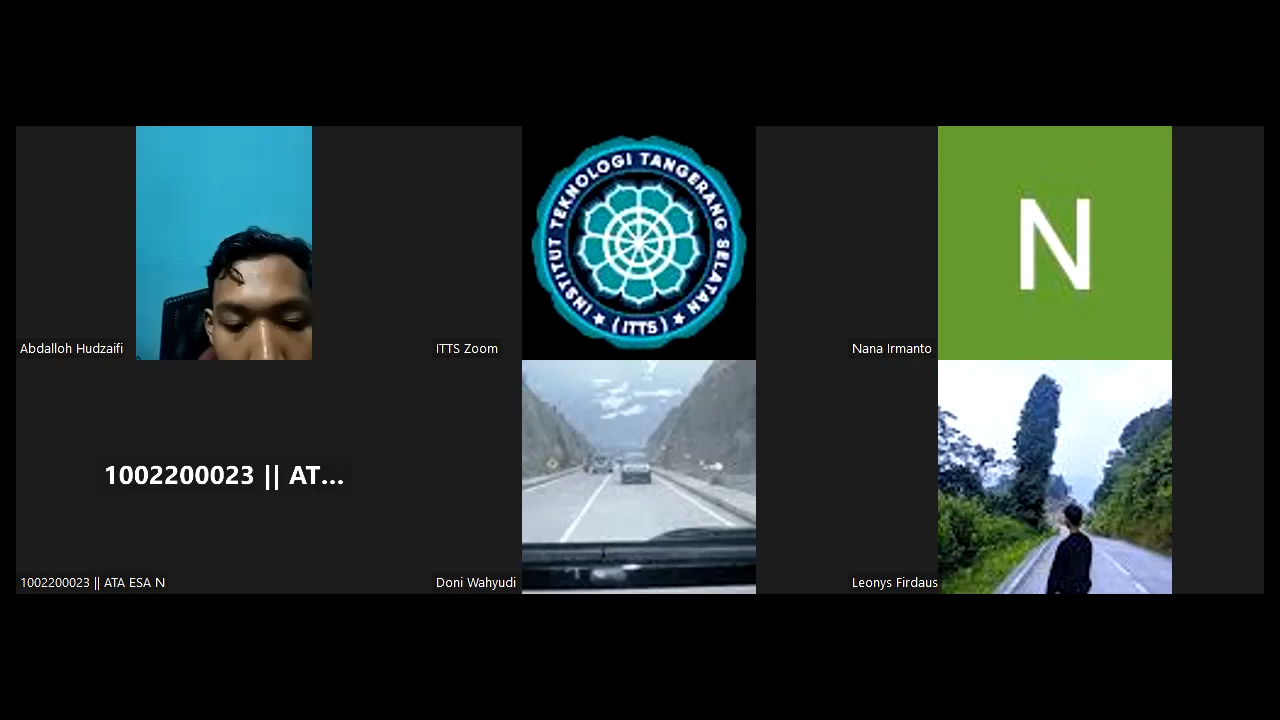 INSTITUT TEKNOLOGI TANGERANG SELATAN
(ITTS)
N
Abdalloh Hudzaifi
ITTS Zoom
Nana Irmanto
1002200023 || AT...
1002200023 || ATA ESA N
Doni Wahyudi
Leonys Firdaus